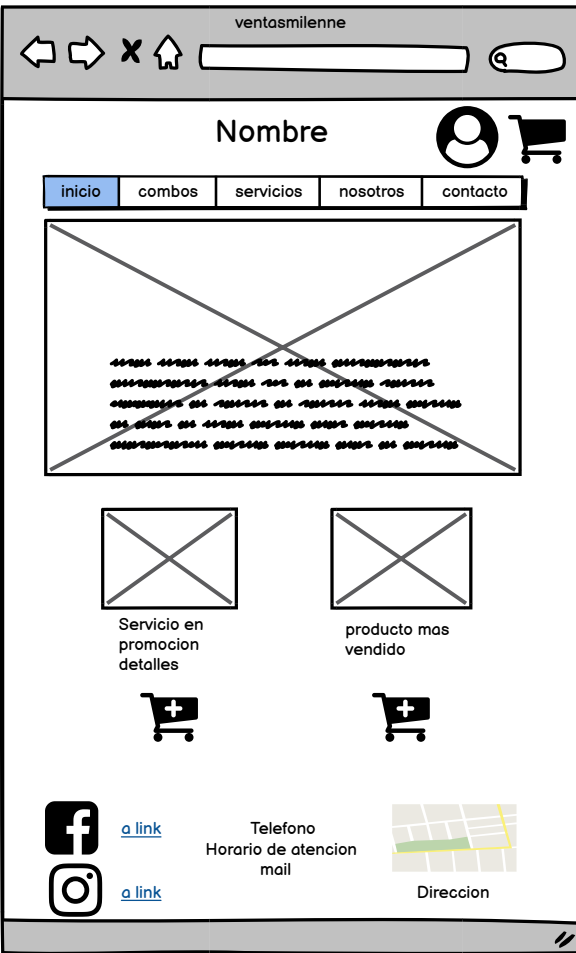 ventasmilenne
Nombre
inicio combos servicios nosotros contacto
Servicio en
promocion
detalles
producto mas
vendido
a link
a link
Telefono
Horario de atencion
mail
Direccion